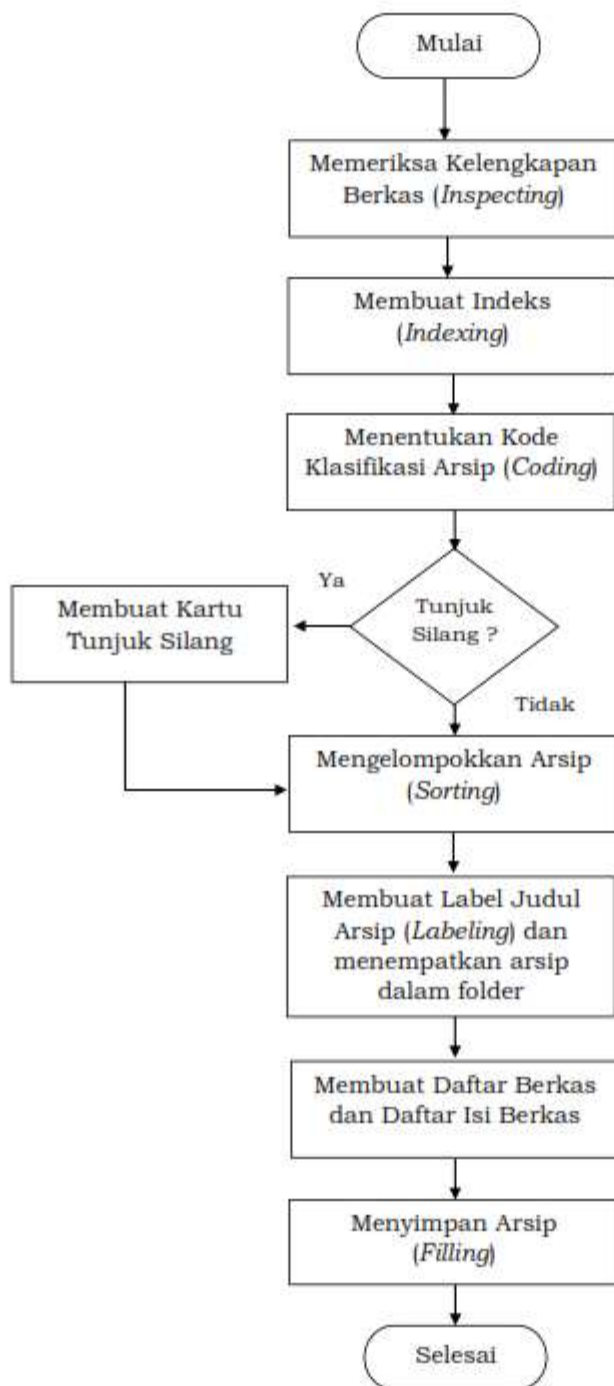 Mulai
Memeriksa Kelengkapan
Berkas (Inspecting)
Membuat Indeks
(Indexing)
Menentukan Kode
Klasifikasi Arsip (Coding)
Ya
Tunjuk
Silang ?
Membuat Kartu
Tunjuk Silang
Tidak
Mengelompokkan Arsip
(Sorting)
Membuat Label Judul
Arsip (Labeling) dan
menempatkan arsip
dalam folder
Membuat Daftar Berkas
dan Daftar Isi Berkas
Menyimpan Arsip
(Filling)
Selesai